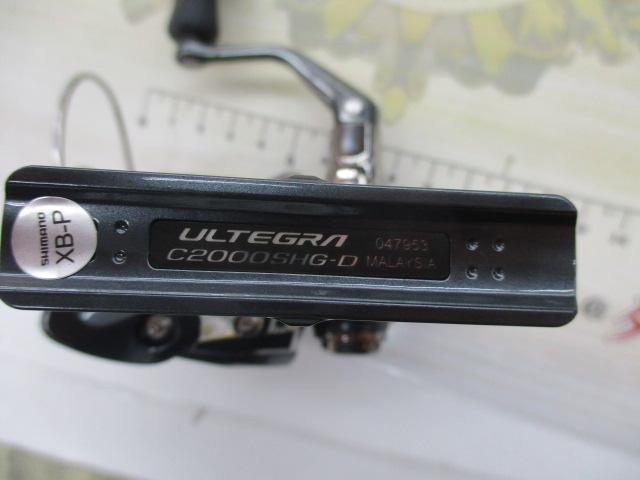 SHIMANO
XB-P
ULTEGRA
047953
C2000SHG-D
MALAYSIA